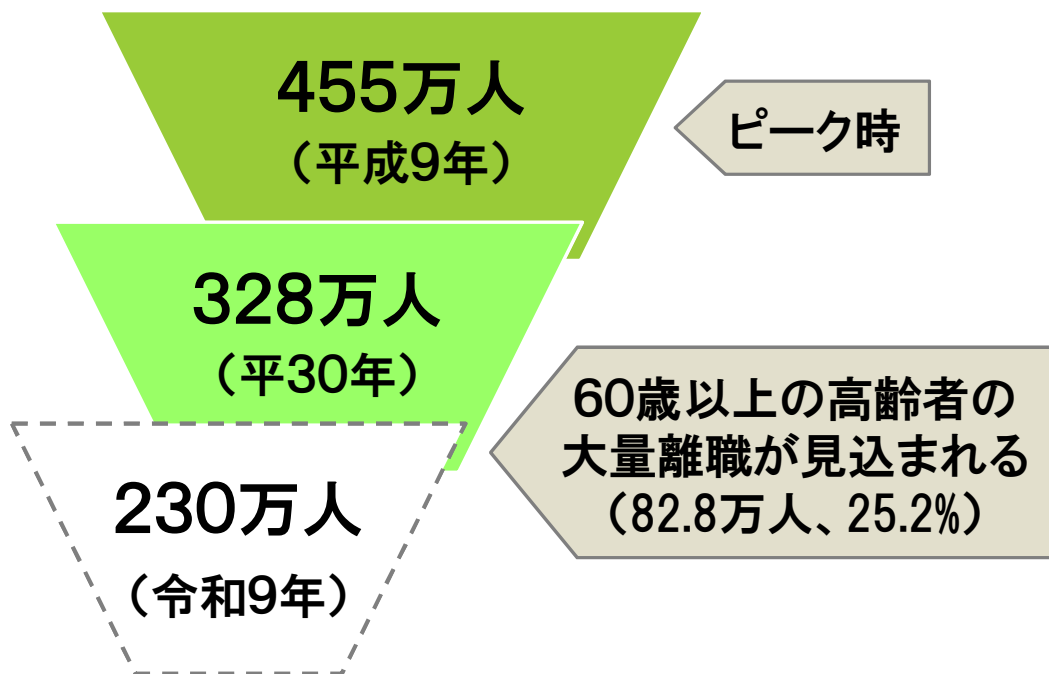 455万人
（平成9年）
ピーク時
328万人
（平30年）
60歳以上の高齢者の
大量離職が見込まれる
（82.8万人、25.2%）
230万人
（令和9年）